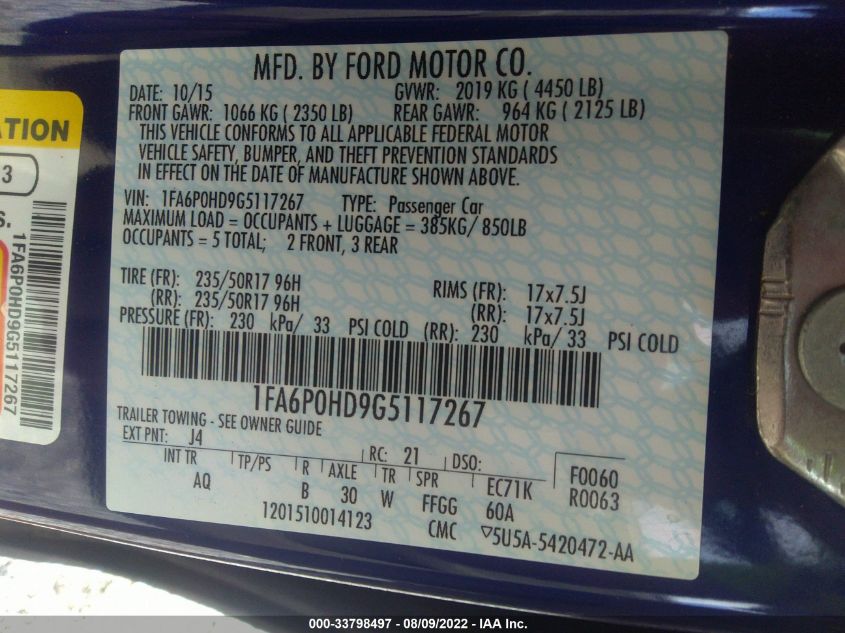 MFD. BY FORD MOTOR CO.
DATE: 10/15 GVWR: 2019 KG ( 4450 LB)
FRONT GAWR: 1066 KG ( 2350 LB) REAR GAWR: 964 KG ( 2125 LB)
THIS VEHICLE CONFORMS TO ALL APPLICABLE FEDERAL MOTOR
VEHICLE SAFETY, BUMPER, AND THEFT PREVENTION STANDARDS
IN EFFECT ON THE DATE OF MANUFACTURE SHOWN ABOVE.
VIN: 1FA6P0HD9G5117267 TYPE: Passenger Car
MAXIMUM LOAD = OCCUPANTS + LUGGAGE = 385KG/ 850LB
OCCUPANTS = 5 TOTAL; 2 FRONT, 3 REAR
TIRE (FR): 235/50R17 96H RIMS (FR): 17x7.5J
(RR): 235/50R17 96H (RR): 17x7.5J
PRESSURE (FR): 230 kPa/ 33 PSI COLD (RR): 230 kPa/ 33 PSI COLD
1FA6P0HD9G5117267
TRAILER TOWING - SEE OWNER GUIDE
EXT PNT: J4 RC: 21 DSO: F0060
INT TR TP/PS R AXLE TR SPR EC71K R0063
AQ B 30 W FFGG 60A
1201510014123 CMC 5U5A-5420472-AA
ATION
3
S.
1FA6P0HD9G5117267
000-33798497 - 08/09/2022 - IAA Inc.